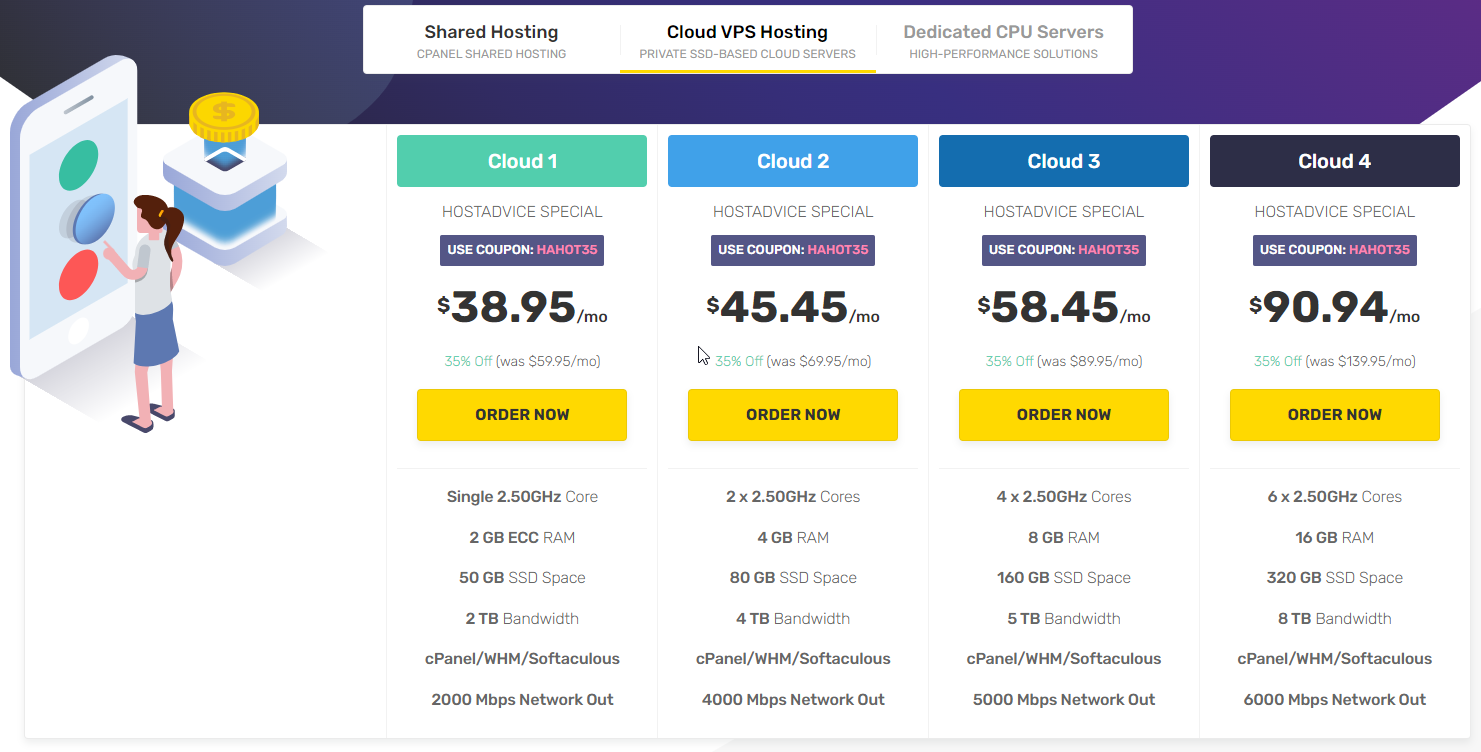 Shared Hosting
CPANEL SHARED HOSTING
Cloud VPS Hosting
PRIVATE SSD-BASED CLOUD SERVERS
Dedicated CPU Servers
HIGH-PERFORMANCE SOLUTIONS
$
Cloud 1
HOSTADVICE SPECIAL
USE COUPON: HAHOT35
$38.95/mo
35% Off (was $59.95/mo)
ORDER NOW
Single 2.50GHz Core
2 GB ECC RAM
50 GB SSD Space
2 TB Bandwidth
cPanel/WHM/Softaculous
2000 Mbps Network Out
Cloud 2
HOSTADVICE SPECIAL
USE COUPON: HAHOT35
$45.45/mo
35% Off (was $69.95/mo)
ORDER NOW
2 x 2.50GHz Cores
4 GB RAM
80 GB SSD Space
4 TB Bandwidth
cPanel/WHM/Softaculous
4000 Mbps Network Out
Cloud 3
HOSTADVICE SPECIAL
USE COUPON: HAHOT35
$58.45/mo
35% Off (was $89.95/mo)
ORDER NOW
4 x 2.50GHz Cores
8 GB RAM
160 GB SSD Space
5 TB Bandwidth
cPanel/WHM/Softaculous
5000 Mbps Network Out
Cloud 4
HOSTADVICE SPECIAL
USE COUPON: HAHOT35
$90.94/mo
35% Off (was $139.95/mo)
ORDER NOW
6 x 2.50GHz Cores
16 GB RAM
320 GB SSD Space
8 TB Bandwidth
cPanel/WHM/Softaculous
6000 Mbps Network Out